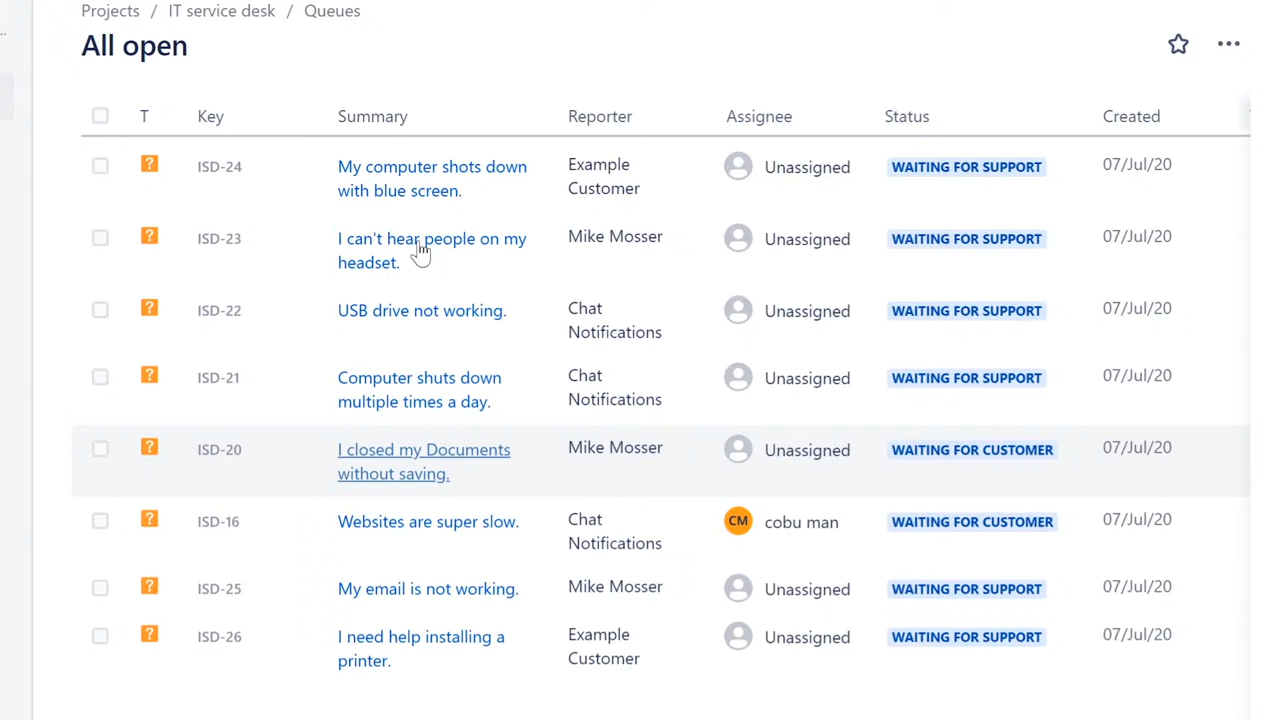 Projects / IT service desk / Queues
All open
T Key Summary Reporter Assignee Status Created
ISD-24 My computer shots down Example Unassigned WAITING FOR SUPPORT 07/Jul/20
with blue screen. Customer
ISD-23 I can't hear people on my Mike Mosser Unassigned WAITING FOR SUPPORT 07/Jul/20
headset.
ISD-22 USB drive not working. Chat Unassigned WAITING FOR SUPPORT 07/Jul/20
Notifications
ISD-21 Computer shuts down Chat Unassigned WAITING FOR SUPPORT 07/Jul/20
multiple times a day. Notifications
ISD-20 I closed my Documents Mike Mosser Unassigned WAITING FOR CUSTOMER 07/Jul/20
without saving.
ISD-16 Websites are super slow. Chat CM cobu man WAITING FOR CUSTOMER 07/Jul/20
Notifications
ISD-25 My email is not working. Mike Mosser Unassigned WAITING FOR SUPPORT 07/Jul/20
ISD-26 I need help installing a Example Unassigned WAITING FOR SUPPORT 07/Jul/20
printer. Customer